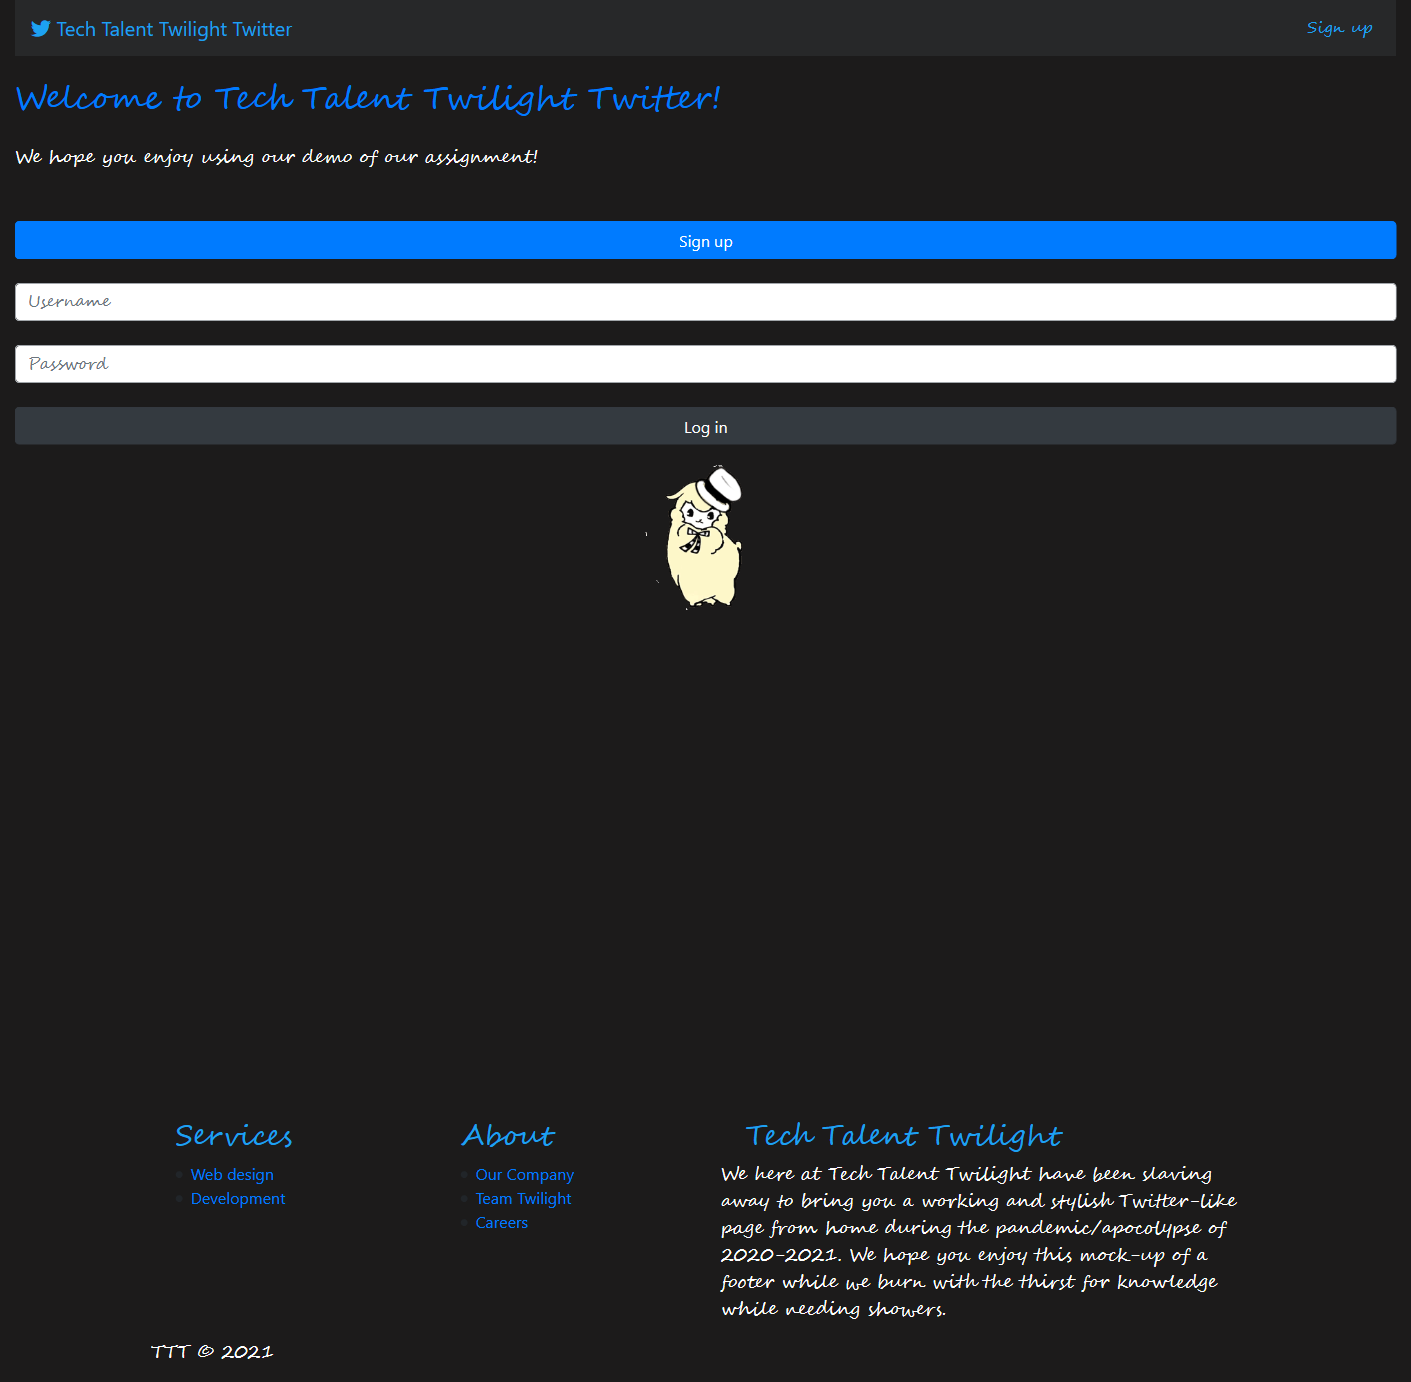 Tech Talent Twilight Twitter
Sign up
Welcome to Tech Talent Twilight Twitter!
We hope you enjoy using our demo of our assignment!
Sign up
Username
Password
Log in
Services
Web design
Development
About
Our Company
Team Twilight
Careers
Tech Talent Twilight
We here at Tech Talent Twilight have been slaving
away to bring you a working and stylish Twitter-like
page from home during the pandemic/apocolypse of
2020-2021. We hope you enjoy this mock-up of a
footer while we burn with the thirst for knowledge
while needing showers.
TTT © 2021